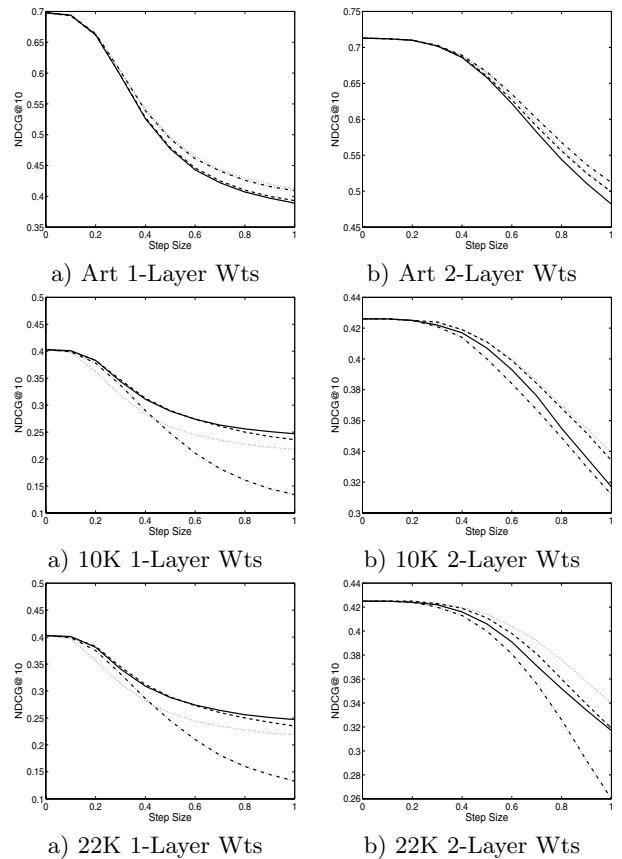 0.7
0.65
0.6
0.55
0.5
0.45
0.4
0.35
NDCG@10
0 0.2 0.4 0.6 0.8 1
Step Size
a) Art 1-Layer Wts
0.75
0.7
0.65
0.6
0.55
0.5
0.45
NDCG@10
0 0.2 0.4 0.6 0.8 1
Step Size
b) Art 2-Layer Wts
0.5
0.45
0.4
0.35
0.3
0.25
0.2
0.15
0.1
NDCG@10
0 0.2 0.4 0.6 0.8 1
Step Size
a) 10K 1-Layer Wts
0.44
0.42
0.4
0.38
0.36
0.34
0.32
0.3
NDCG@10
0 0.2 0.4 0.6 0.8 1
Step Size
b) 10K 2-Layer Wts
0.5
0.45
0.4
0.35
0.3
0.25
0.2
0.15
0.1
NDCG@10
0 0.2 0.4 0.6 0.8 1
Step Size
a) 22K 1-Layer Wts
0.44
0.42
0.4
0.38
0.36
0.34
0.32
0.3
0.28
0.26
NDCG@10
0 0.2 0.4 0.6 0.8 1
Step Size
b) 22K 2-Layer Wts